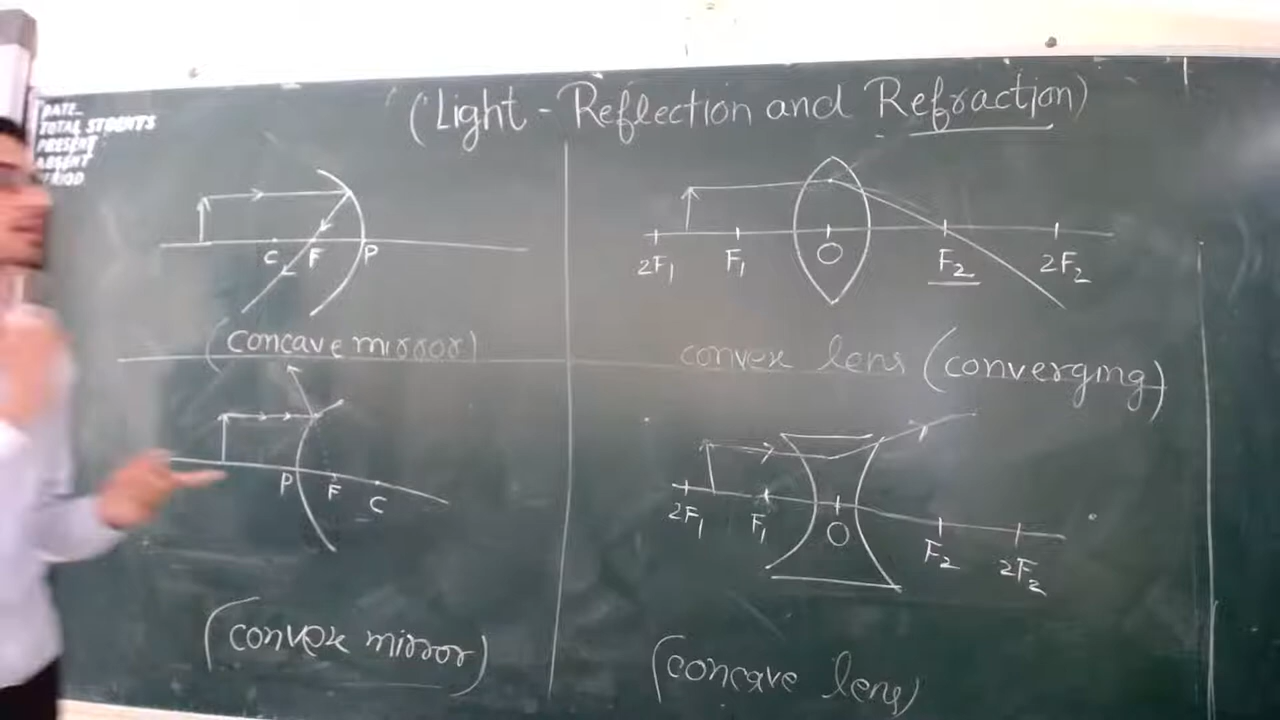 (Light - Reflection and Refraction)
DATE
TOTAL STUDENTS
PRESENT
ABSENT
PERIOD
C F P
(concave mirror)
2F₁ F₁ O F₂ 2F₂
convex lens (converging)
P F C
(convex mirror)
2F₁ F₁ O F₂ 2F₂
(concave lens)